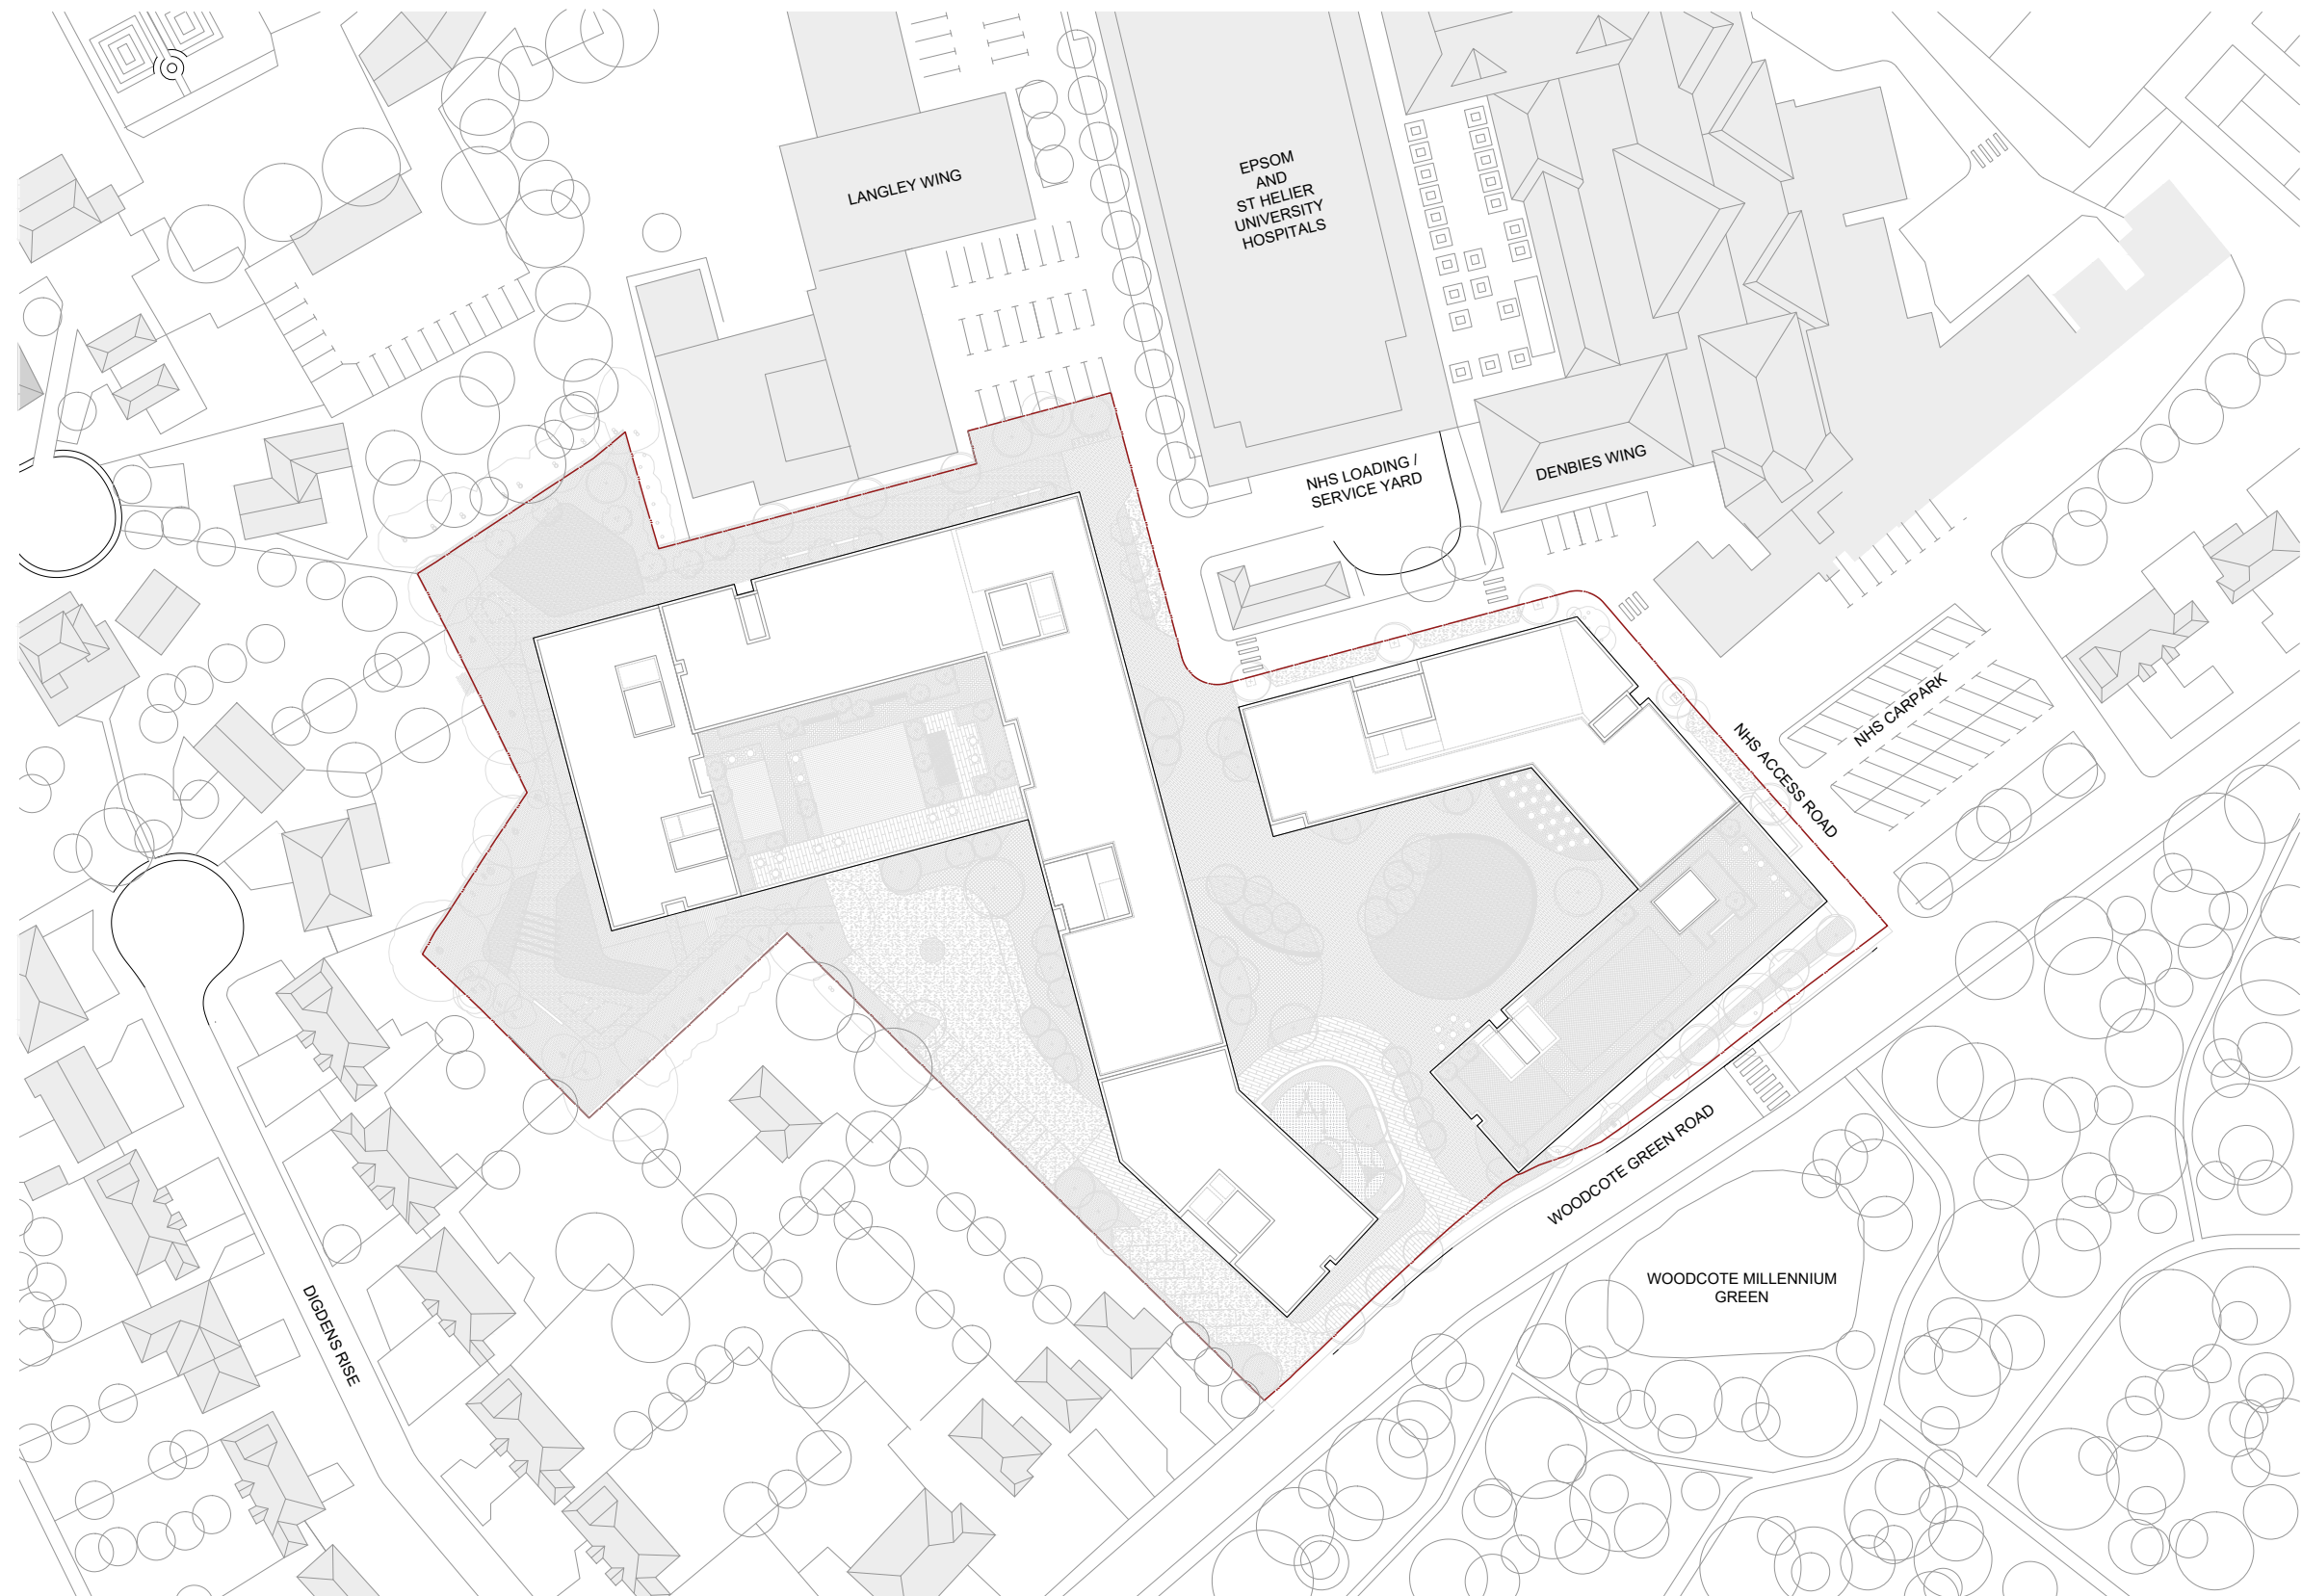 LANGLEY WING
EPSOM
AND
ST HELIER
UNIVERSITY
HOSPITALS
NHS LOADING /
SERVICE YARD
DENBIES WING
NHS CARPARK
NHS ACCESS ROAD
WOODCOTE GREEN ROAD
WOODCOTE MILLENNIUM
GREEN
DIGDENS RISE